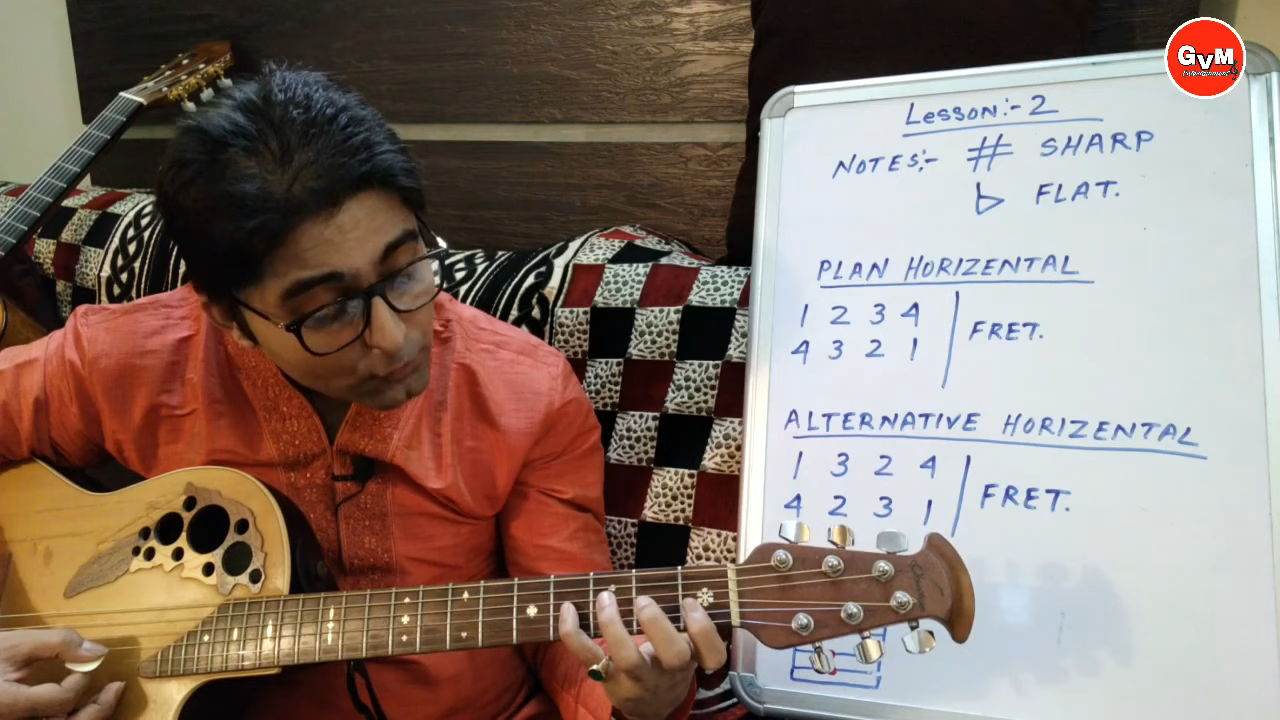 GvM
Entertainment
Lesson:- 2
NOTES:- # SHARP
b FLAT.
PLAN HORIZENTAL
1 2 3 4
4 3 2 1
FRET.
ALTERNATIVE HORIZENTAL
1 3 2 4
4 2 3 1
FRET.